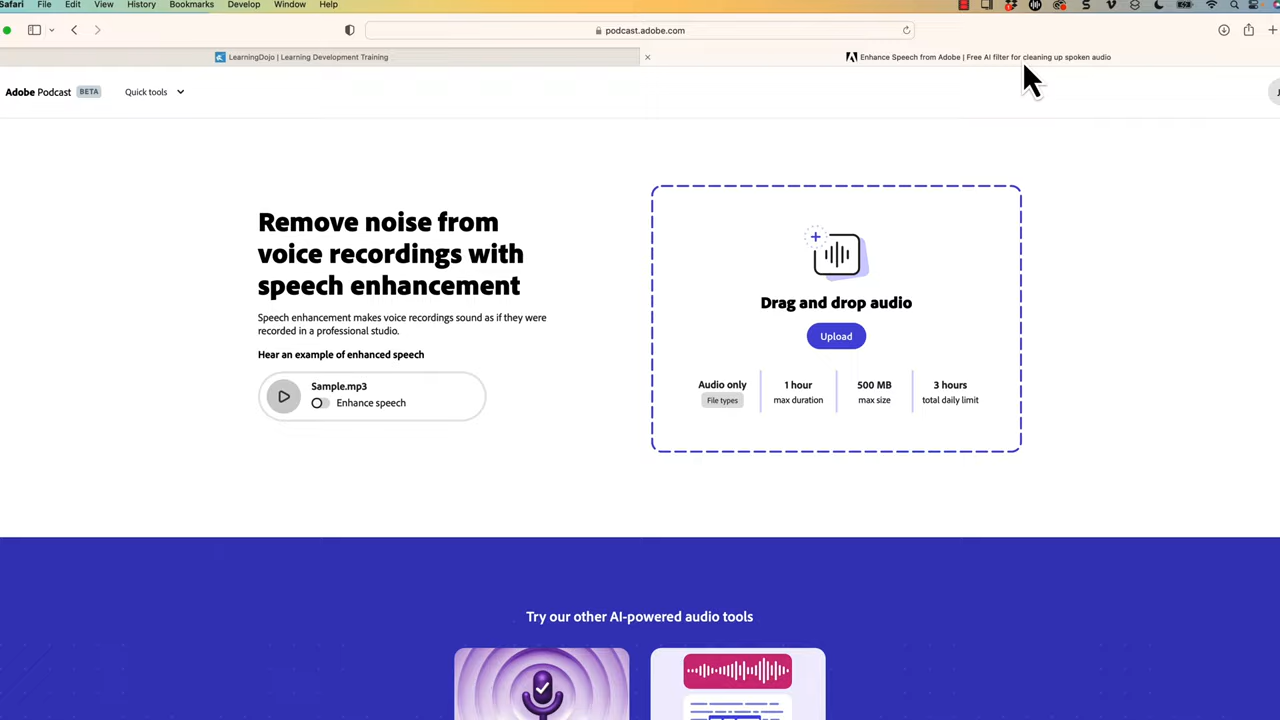 Safari File Edit View History Bookmarks Develop Window Help
podcast.adobe.com
LearningDojo | Learning Development Training
Enhance Speech from Adobe | Free AI filter for cleaning up spoken audio
Adobe Podcast BETA Quick tools
Remove noise from
voice recordings with
speech enhancement
Speech enhancement makes voice recordings sound as if they were
recorded in a professional studio.
Hear an example of enhanced speech
Sample.mp3
Enhance speech
Drag and drop audio
Upload
Audio only
File types
1 hour
max duration
500 MB
max size
3 hours
total daily limit
Try our other AI-powered audio tools